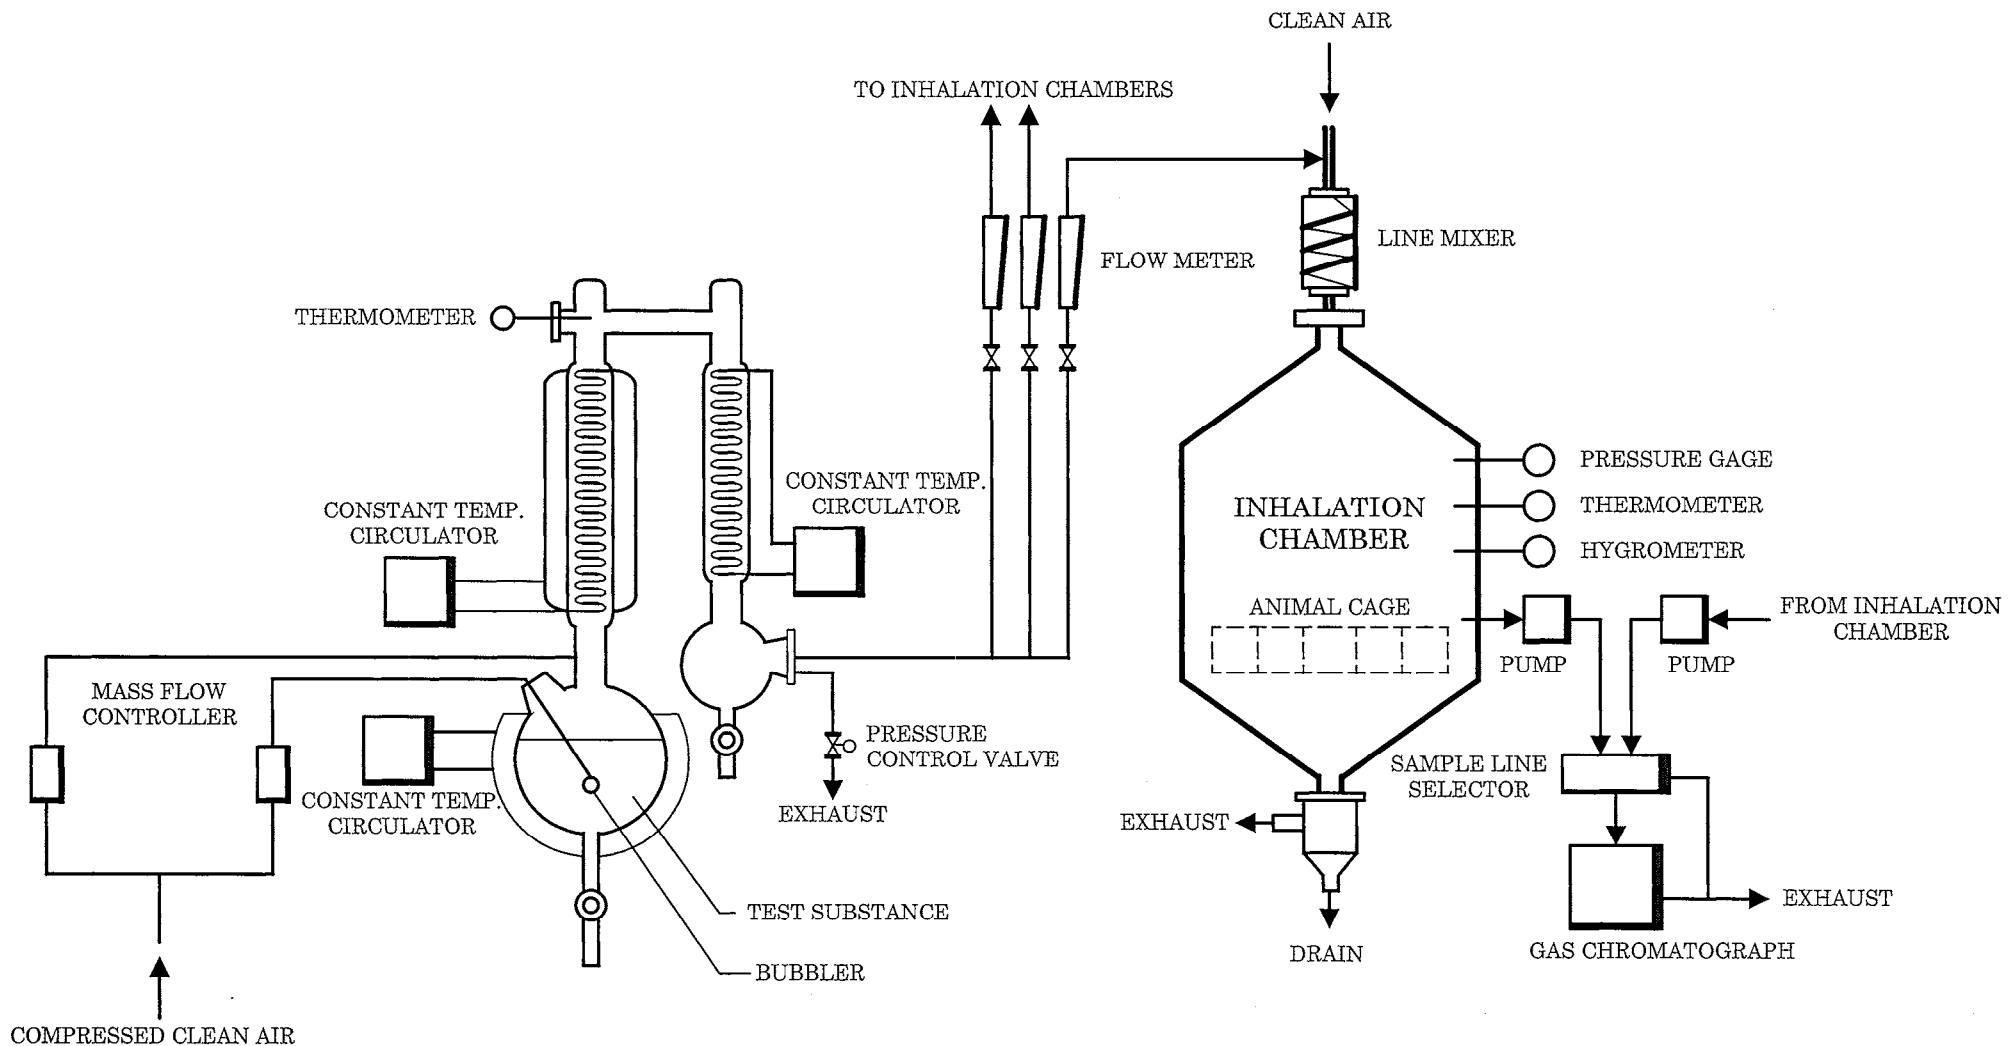 CLEAN AIR
TO INHALATION CHAMBERS
LINE MIXER
FLOW METER
THERMOMETER
PRESSURE GAGE
CONSTANT TEMP.
CIRCULATOR
THERMOMETER
INHALATION
CHAMBER
CONSTANT TEMP.
CIRCULATOR
HYGROMETER
ANIMAL CAGE
FROM INHALATION
CHAMBER
PUMP
PUMP
MASS FLOW
CONTROLLER
PRESSURE
CONTROL VALVE
SAMPLE LINE
SELECTOR
CONSTANT TEMP.
CIRCULATOR
EXHAUST
EXHAUST
EXHAUST
TEST SUBSTANCE
DRAIN
GAS CHROMATOGRAPH
BUBBLER
COMPRESSED CLEAN AIR